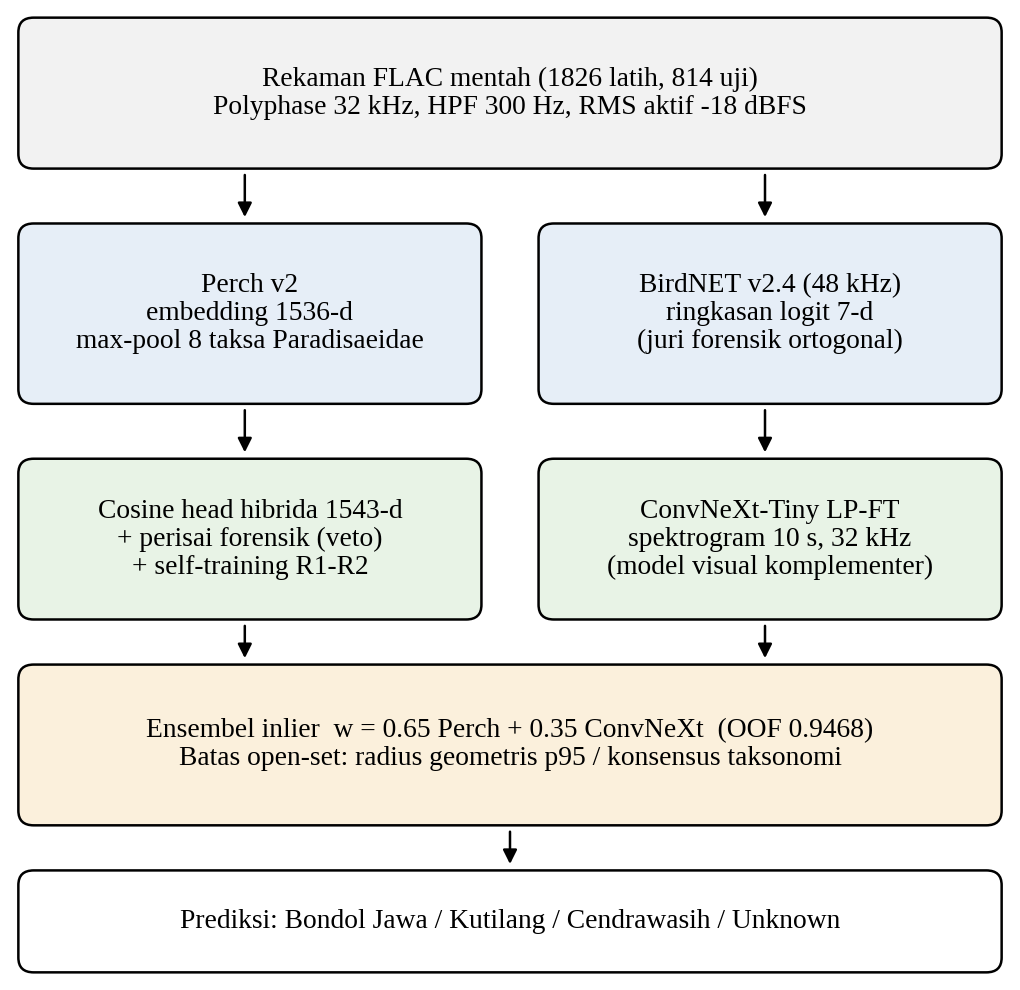 Rekaman FLAC mentah (1826 latih, 814 uji)
Polyphase 32 kHz, HPF 300 Hz, RMS aktif -18 dBFS
Perch v2
embedding 1536-d
max-pool 8 taksa Paradisaeidae
BirdNET v2.4 (48 kHz)
ringkasan logit 7-d
(juri forensik ortogonal)
Cosine head hibrida 1543-d
+ perisai forensik (veto)
+ self-training R1-R2
ConvNeXt-Tiny LP-FT
spektrogram 10 s, 32 kHz
(model visual komplementer)
Ensembel inlier  w = 0.65 Perch + 0.35 ConvNeXt  (OOF 0.9468)
Batas open-set: radius geometris p95 / konsensus taksonomi
Prediksi: Bondol Jawa / Kutilang / Cendrawasih / Unknown